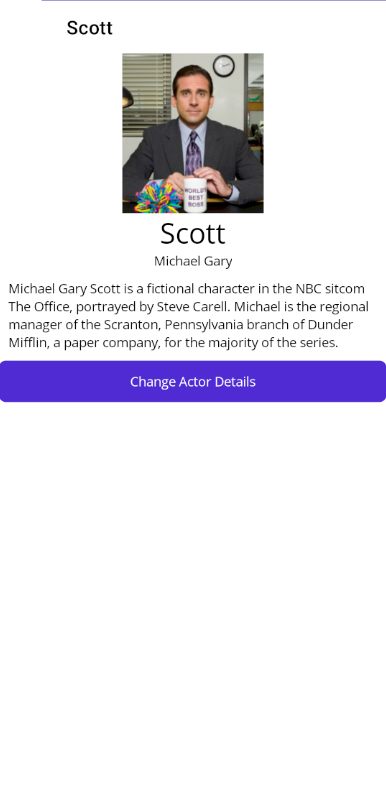 Scott
WORLD'S
BEST
BOSS
Scott
Michael Gary
Michael Gary Scott is a fictional character in the NBC sitcom
The Office, portrayed by Steve Carell. Michael is the regional
manager of the Scranton, Pennsylvania branch of Dunder
Mifflin, a paper company, for the majority of the series.
Change Actor Details